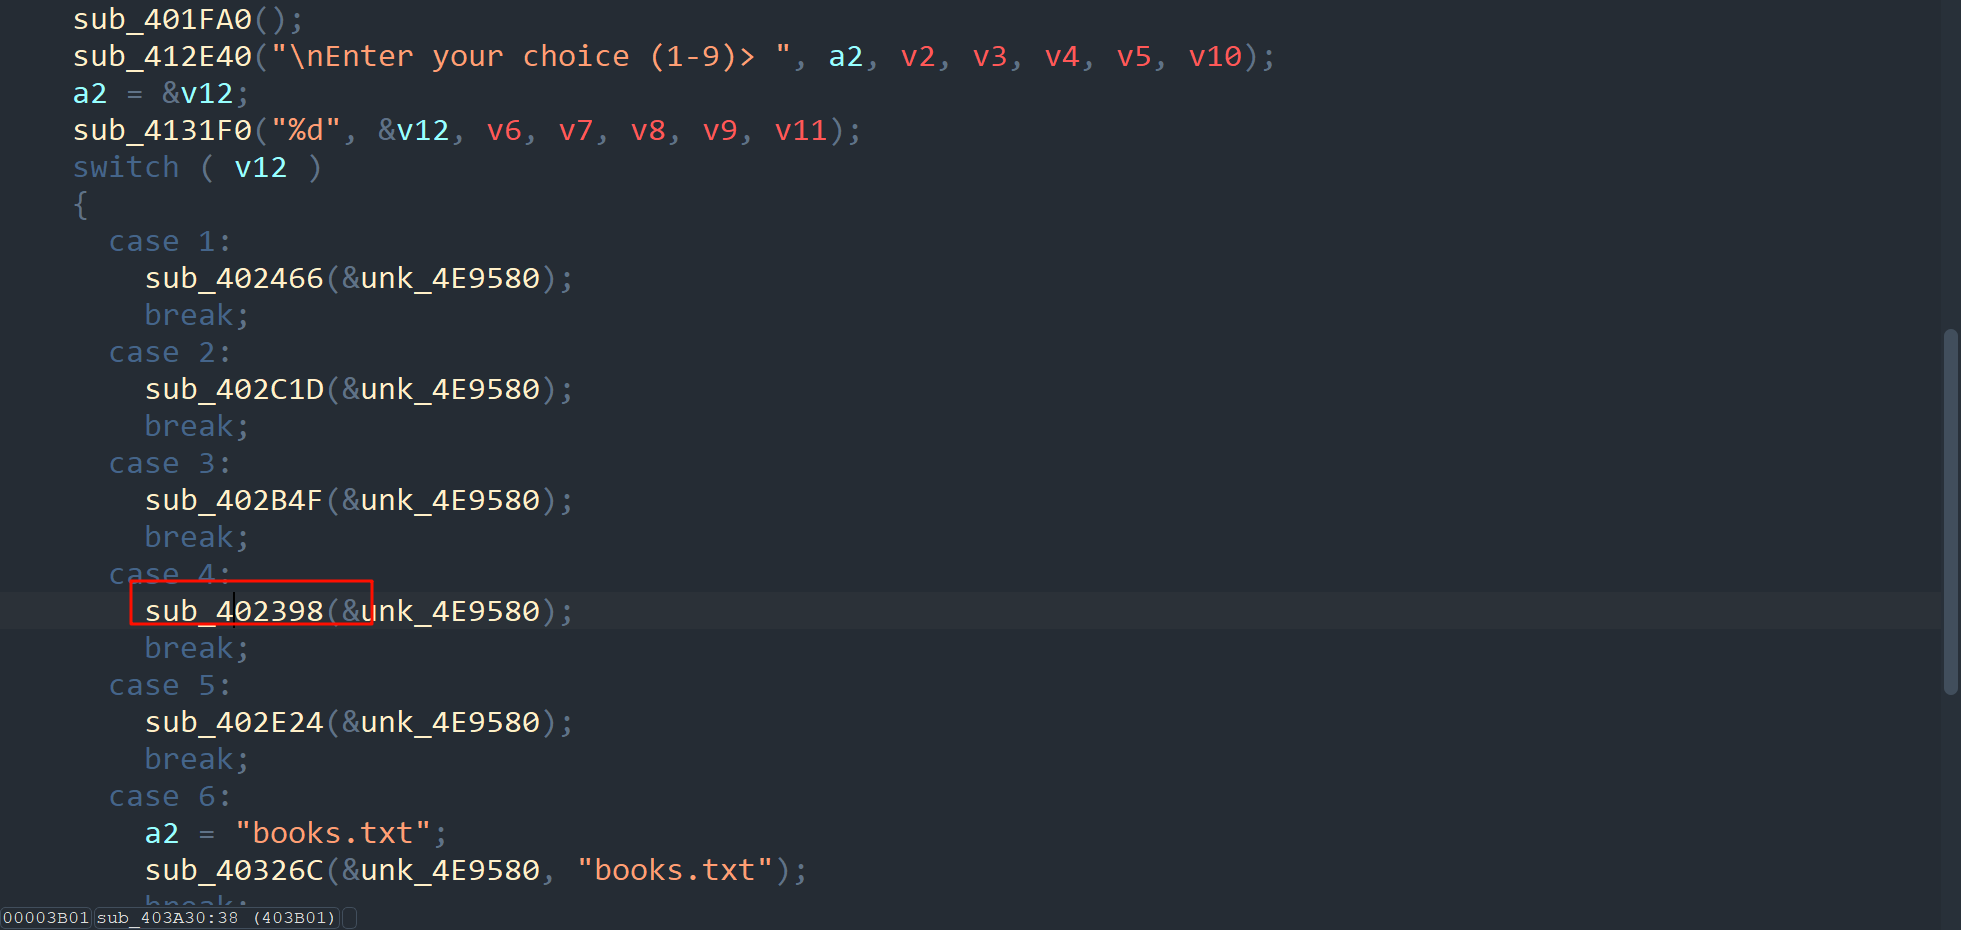 sub_401FA0();
sub_412E40("\nEnter your choice (1-9)> ", a2, v2, v3, v4, v5, v10);
a2 = &v12;
sub_4131F0("%d", &v12, v6, v7, v8, v9, v11);
switch ( v12 )
{
case 1:
sub_402466(&unk_4E9580);
break;
case 2:
sub_402C1D(&unk_4E9580);
break;
case 3:
sub_402B4F(&unk_4E9580);
break;
case 4:
sub_402398(&unk_4E9580);
break;
case 5:
sub_402E24(&unk_4E9580);
break;
case 6:
a2 = "books.txt";
sub_40326C(&unk_4E9580, "books.txt");
break;
00003B01 sub_403A30:38 (403B01)